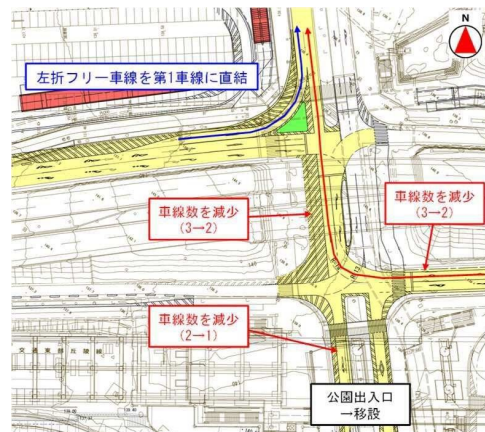 N
左折フリー車線を第1車線に直結
車線数を減少
(3→2)
車線数を減少
(3→2)
車線数を減少
(2→1)
公園出入口
→移設